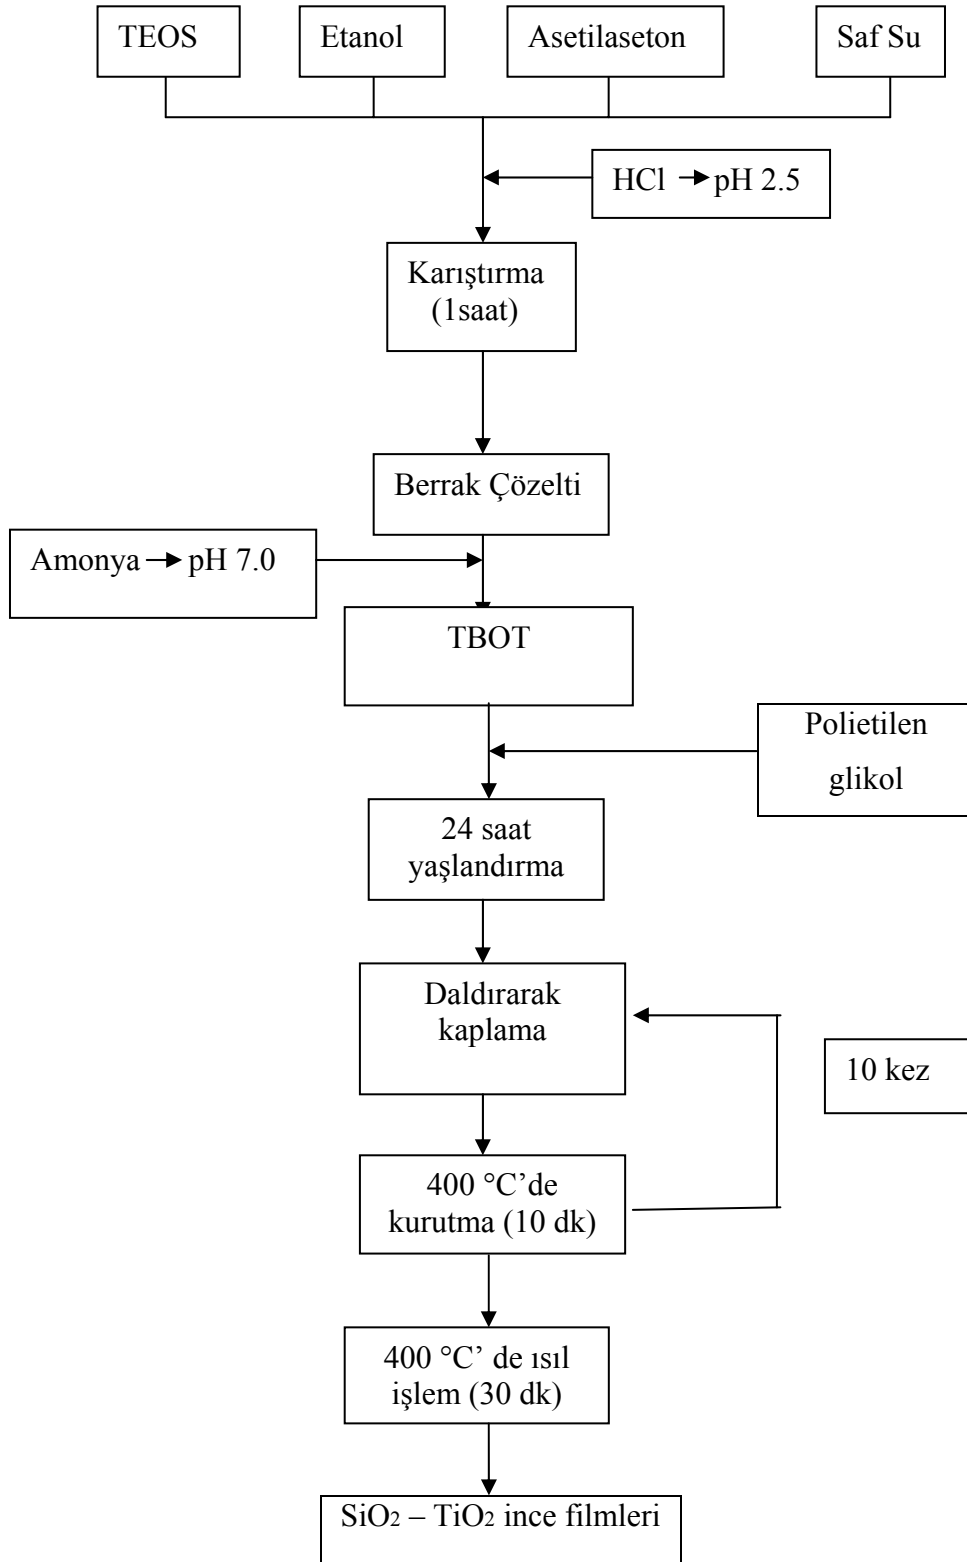 TEOS
Etanol
Asetilaseton
Saf Su
HCl → pH 2.5
Karıştırma
(1saat)
Berrak Çözelti
Amonya → pH 7.0
TBOT
Polietilen
glikol
24 saat
yaşlandırma
Daldırarak
kaplama
10 kez
400 °C’de
kurutma (10 dk)
400 °C’ de ısıl
işlem (30 dk)
SiO2 – TiO2 ince filmleri